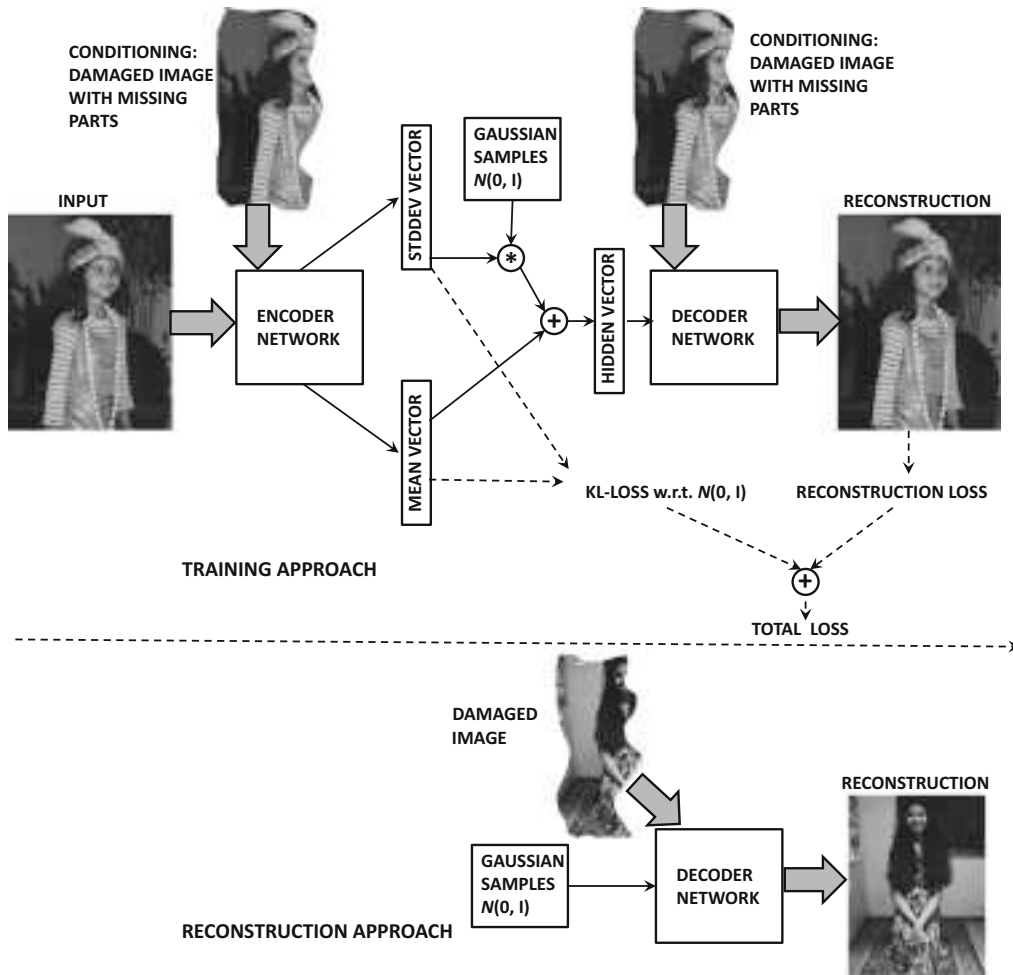 CONDITIONING:
DAMAGED IMAGE
WITH MISSING
PARTS
CONDITIONING:
DAMAGED IMAGE
WITH MISSING
PARTS
GAUSSIAN
SAMPLES
N(0, I)
STDDEV VECTOR
INPUT
RECONSTRUCTION
*
ENCODER
NETWORK
+
HIDDEN VECTOR
DECODER
NETWORK
MEAN VECTOR
KL-LOSS w.r.t. N(0, I)
RECONSTRUCTION LOSS
TRAINING APPROACH
+
TOTAL LOSS
DAMAGED
IMAGE
RECONSTRUCTION
GAUSSIAN
SAMPLES
N(0, I)
DECODER
NETWORK
RECONSTRUCTION APPROACH